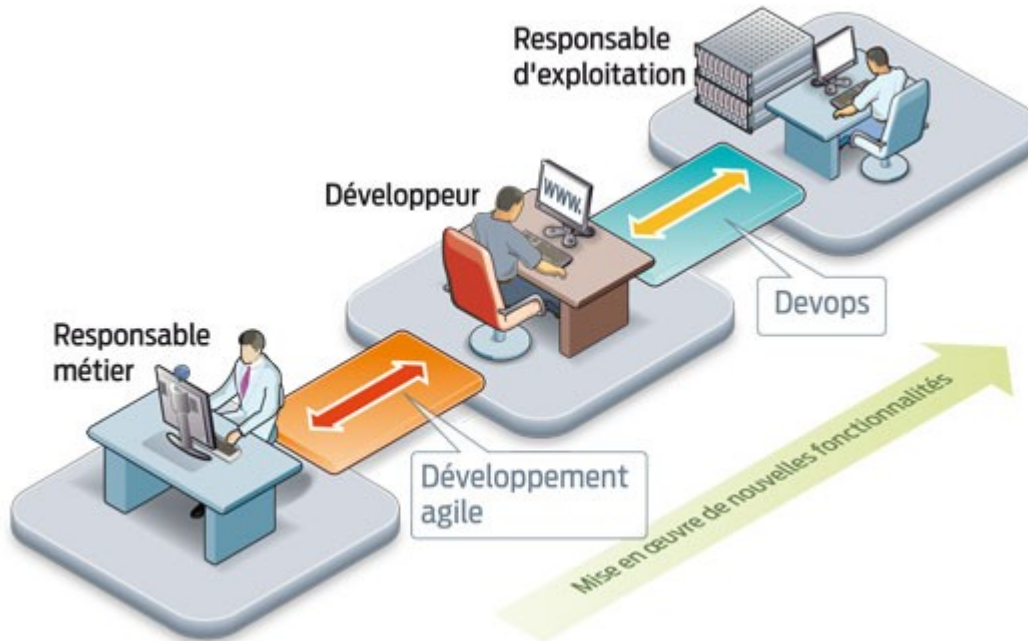 Responsable
d'exploitation
Développeur
www.
Devops
Responsable
métier
Développement
agile
Mise en œuvre de nouvelles fonctionnalités